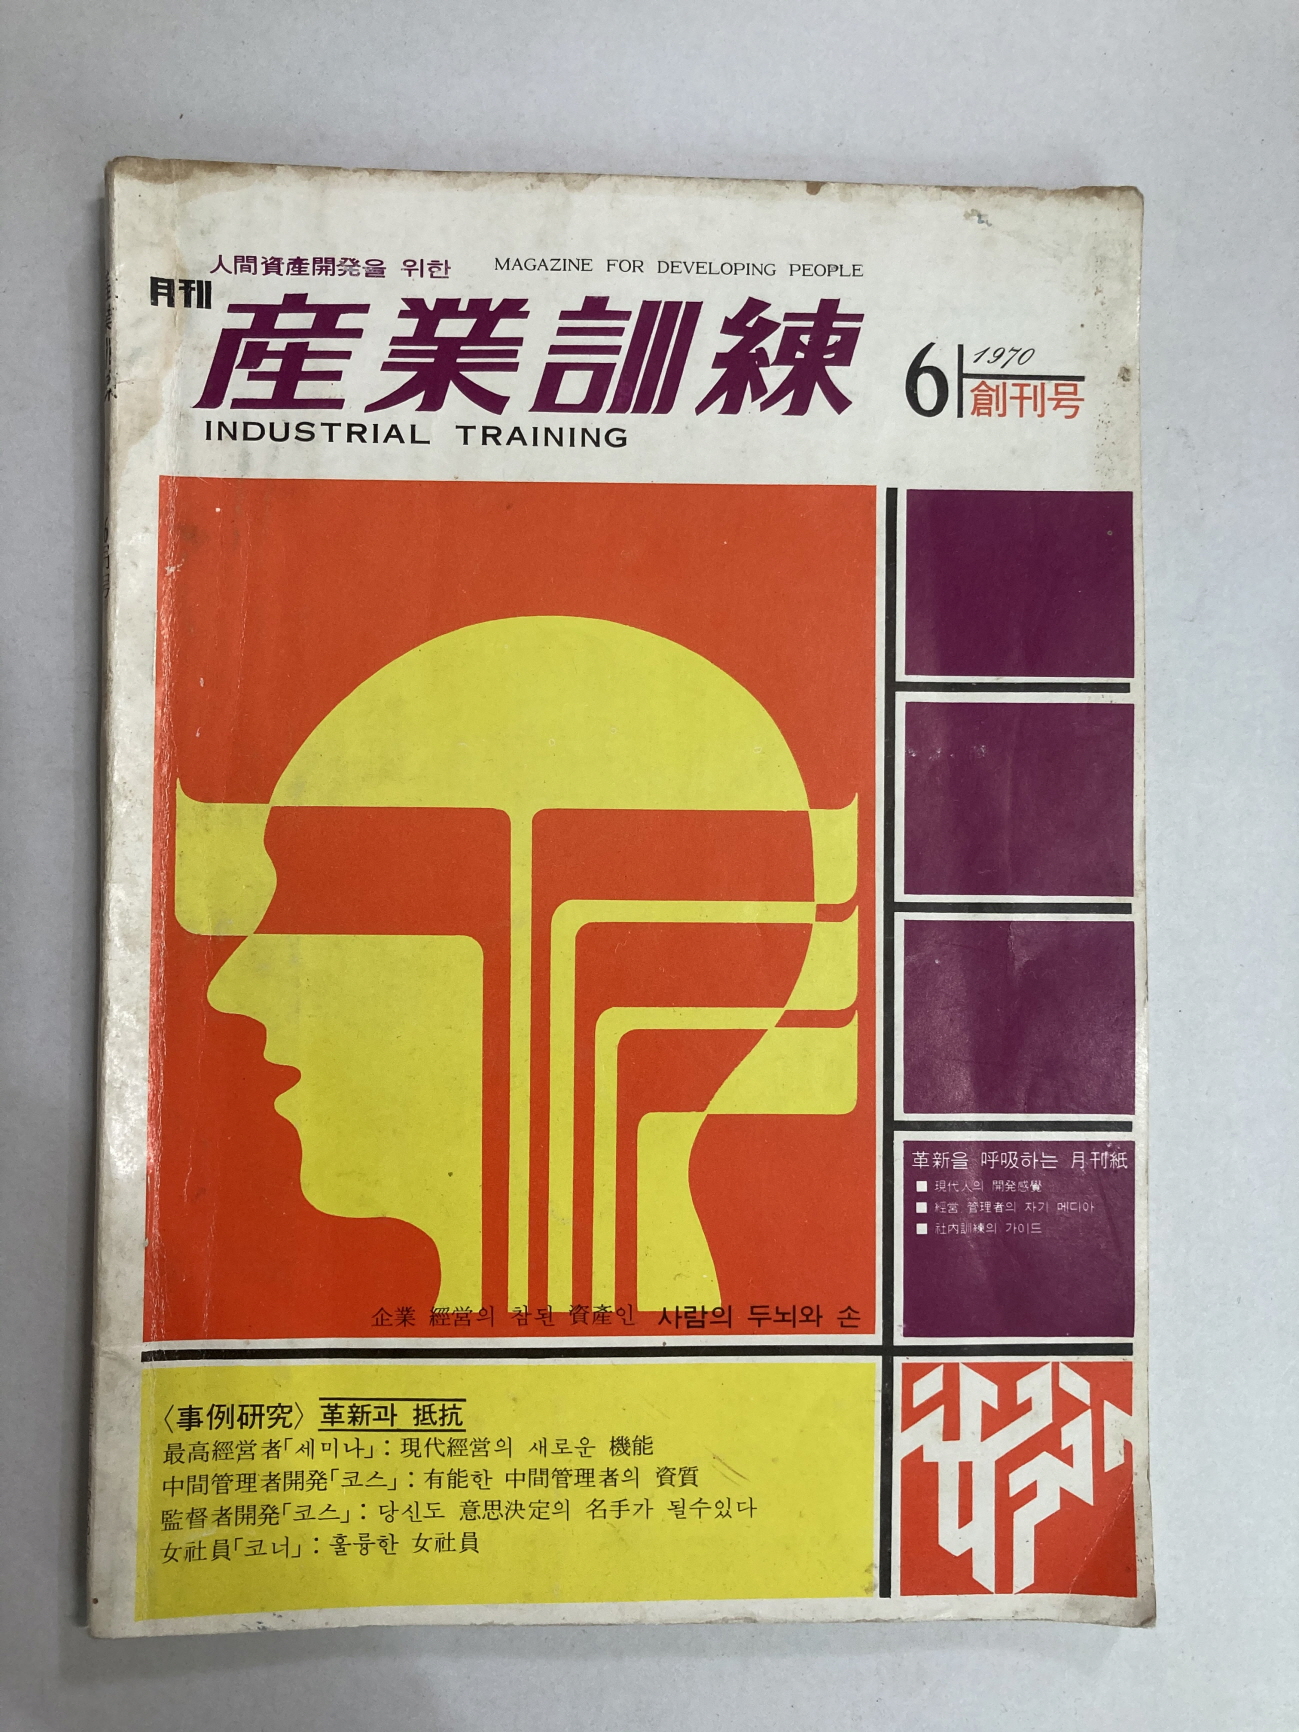 人間資產開発을 위한
MAGAZINE FOR DEVELOPING PEOPLE
月刊
産業訓練
INDUSTRIAL TRAINING
6
1970
創刊号
革新을 呼吸하는 月刊紙
■ 現代人의 開発感覺
■ 經営 管理者의 자기 메디아
■ 社内訓練의 가이드
企業 經営의 참된 資產인 사람의 두뇌와 손
〈事例研究〉 革新과 抵抗
最高經営者「세미나」: 現代經営의 새로운 機能
中間管理者開発「코스」: 有能한 中間管理者의 資質
監督者開発「코스」: 당신도 意思決定의 名手가 될수있다
女社員「코너」: 훌륭한 女社員